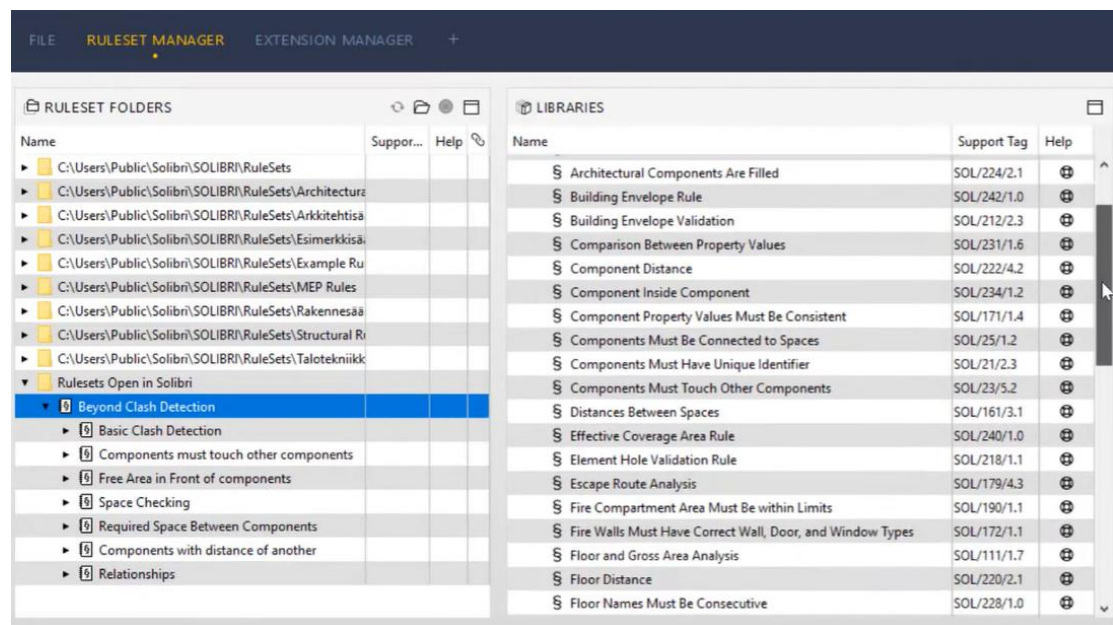 FILE RULESET MANAGER EXTENSION MANAGER +
RULESET FOLDERS
Name Suppor... Help
C:\Users\Public\Solibri\SOLIBRI\RuleSets
C:\Users\Public\Solibri\SOLIBRI\RuleSets\Architectura
C:\Users\Public\Solibri\SOLIBRI\RuleSets\Arkkitehtisä
C:\Users\Public\Solibri\SOLIBRI\RuleSets\Esimerkkisä
C:\Users\Public\Solibri\SOLIBRI\RuleSets\Example Ru
C:\Users\Public\Solibri\SOLIBRI\RuleSets\MEP Rules
C:\Users\Public\Solibri\SOLIBRI\RuleSets\Rakennesää
C:\Users\Public\Solibri\SOLIBRI\RuleSets\Structural Ru
C:\Users\Public\Solibri\SOLIBRI\RuleSets\Talotekniikk
Rulesets Open in Solibri
§ Beyond Clash Detection
§ Basic Clash Detection
§ Components must touch other components
§ Free Area in Front of components
§ Space Checking
§ Required Space Between Components
§ Components with distance of another
§ Relationships
LIBRARIES
Name Support Tag Help
§ Architectural Components Are Filled SOL/224/2.1
§ Building Envelope Rule SOL/242/1.0
§ Building Envelope Validation SOL/212/2.3
§ Comparison Between Property Values SOL/231/1.6
§ Component Distance SOL/222/4.2
§ Component Inside Component SOL/234/1.2
§ Component Property Values Must Be Consistent SOL/171/1.4
§ Components Must Be Connected to Spaces SOL/25/1.2
§ Components Must Have Unique Identifier SOL/21/2.3
§ Components Must Touch Other Components SOL/23/5.2
§ Distances Between Spaces SOL/161/3.1
§ Effective Coverage Area Rule SOL/240/1.0
§ Element Hole Validation Rule SOL/218/1.1
§ Escape Route Analysis SOL/179/4.3
§ Fire Compartment Area Must Be within Limits SOL/190/1.1
§ Fire Walls Must Have Correct Wall, Door, and Window Types SOL/172/1.1
§ Floor and Gross Area Analysis SOL/111/1.7
§ Floor Distance SOL/220/2.1
§ Floor Names Must Be Consecutive SOL/228/1.0